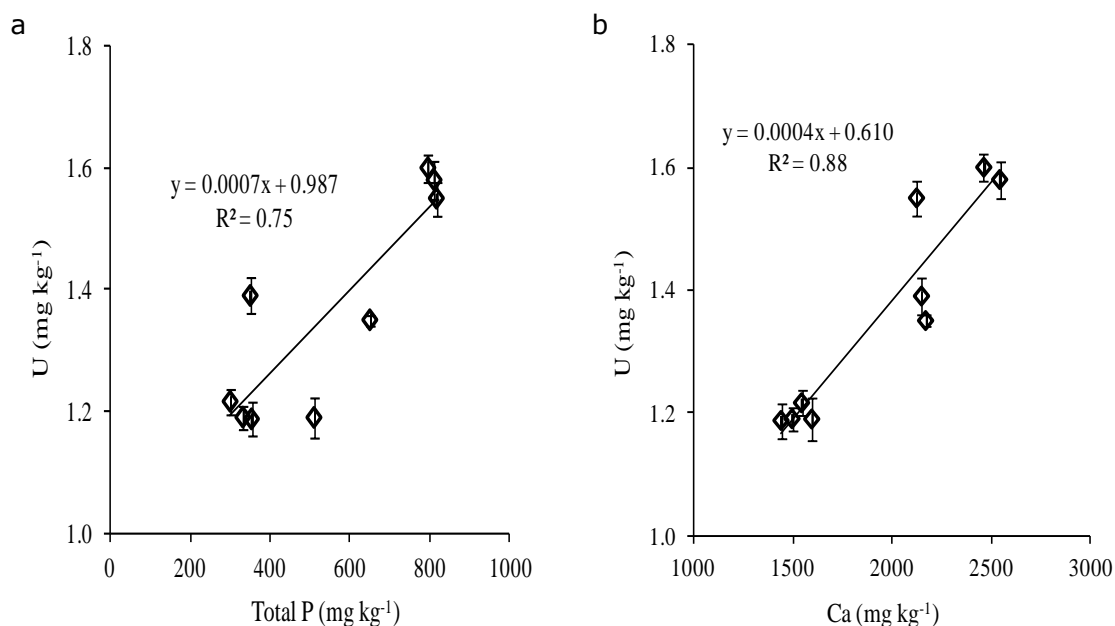 a
1.8
1.6
1.4
1.2
1.0
U (mg kg⁻¹)
y = 0.0007x + 0.987
R² = 0.75
0 200 400 600 800 1000
Total P (mg kg⁻¹)
b
1.8
1.6
1.4
1.2
1.0
U (mg kg⁻¹)
y = 0.0004x + 0.610
R² = 0.88
1000 1500 2000 2500 3000
Ca (mg kg⁻¹)